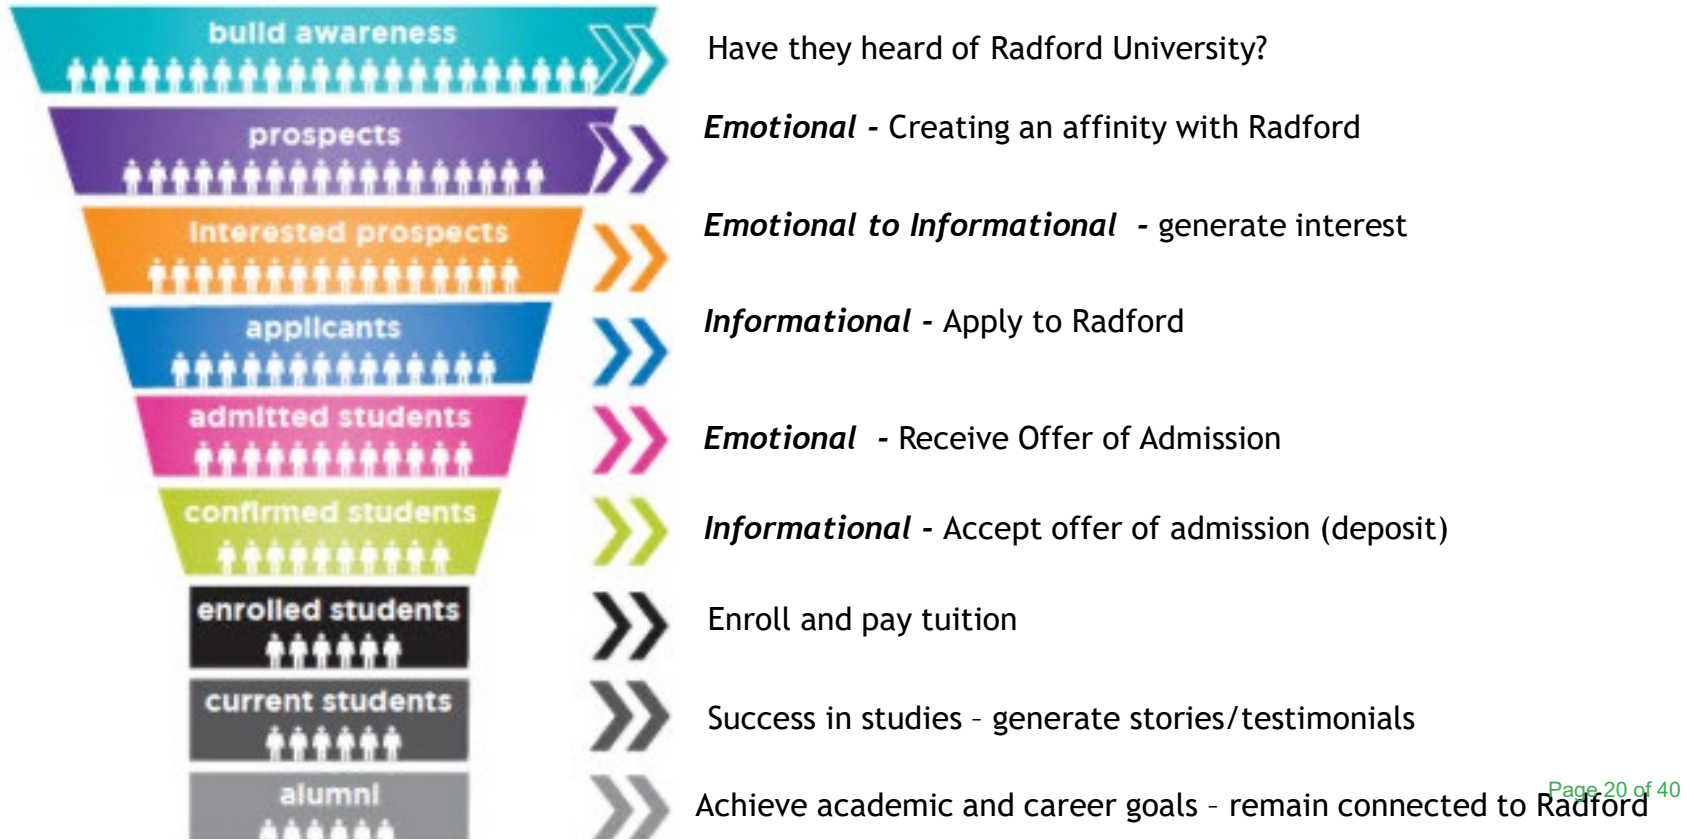 build awareness
Have they heard of Radford University?
prospects
Emotional - Creating an affinity with Radford
interested prospects
Emotional to Informational - generate interest
applicants
Informational - Apply to Radford
admitted students
Emotional - Receive Offer of Admission
confirmed students
Informational - Accept offer of admission (deposit)
enrolled students
Enroll and pay tuition
current students
Success in studies – generate stories/testimonials
alumni
Achieve academic and career goals – remain connected to Radford
Page 20 of 40